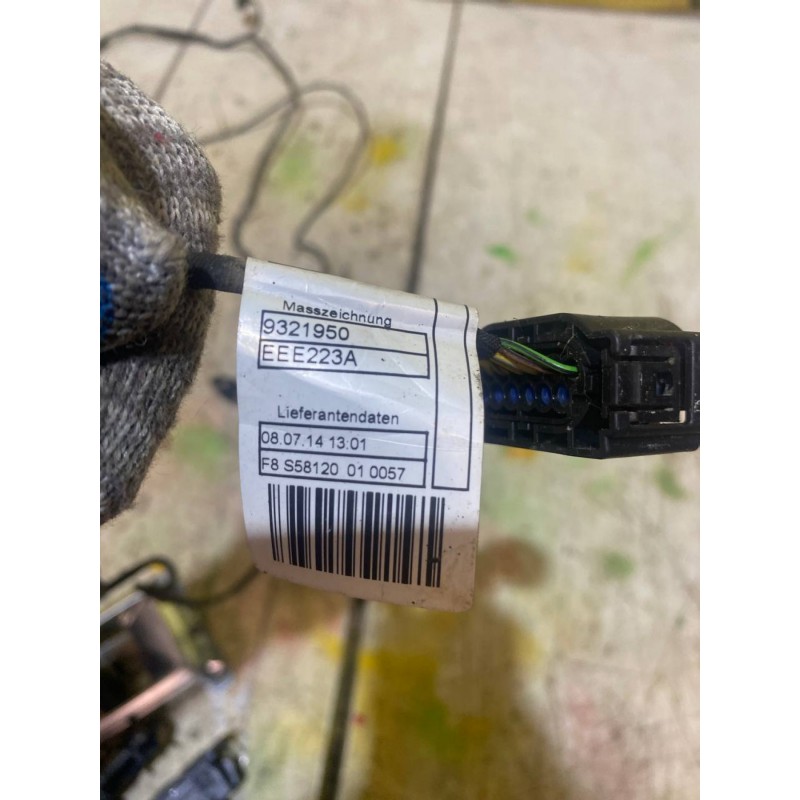 Masszeichnung
9321950
EEE223A
Lieferantendaten
08.07.14 13:01
F8 S58120 01 0057